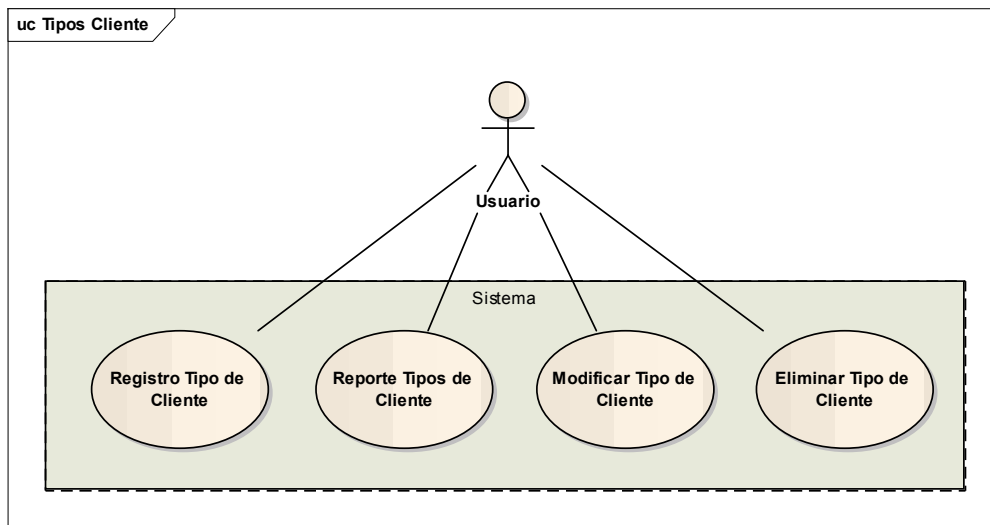 uc Tipos Cliente
Usuario
Sistema
Registro Tipo de
Cliente
Reporte Tipos de
Cliente
Modificar Tipo de
Cliente
Eliminar Tipo de
Cliente